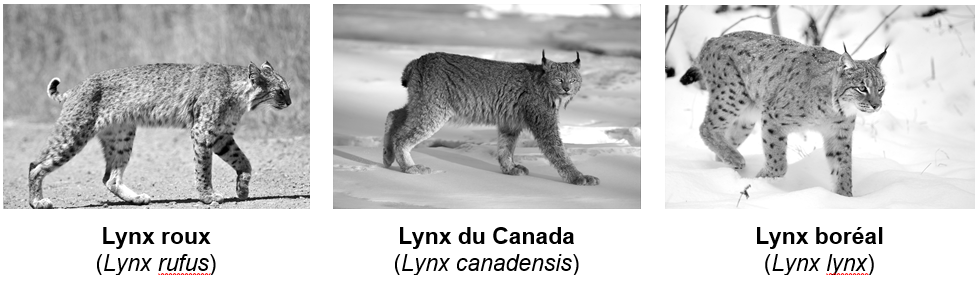 Lynx roux
(Lynx rufus)
Lynx du Canada
(Lynx canadensis)
Lynx boréal
(Lynx lynx)